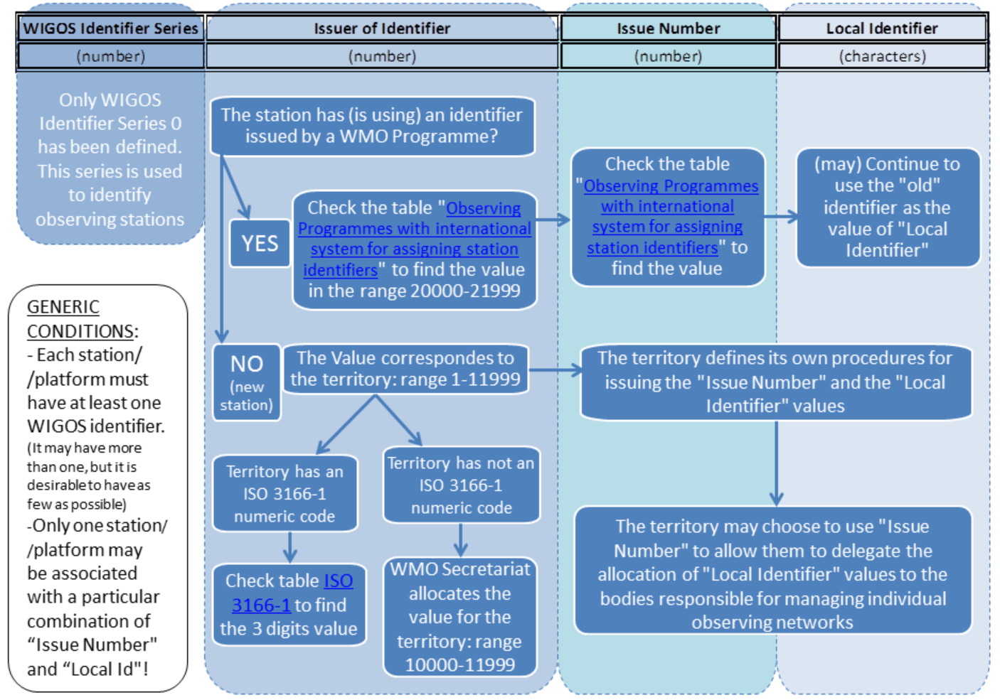 WIGOS Identifier Series
Issuer of Identifier
Issue Number
Local Identifier
(number)
(number)
(number)
(characters)
Only WIGOS
Identifier Series 0
has been defined.
This series is used
to identify
observing stations
GENERIC
CONDITIONS:
- Each station/
/platform must
have at least one
WIGOS identifier.
(It may have more
than one, but it is
desirable to have as
few as possible)
-Only one station/
/platform may
be associated
with a particular
combination of
“Issue Number"
and “Local Id"!
The station has (is using) an identifier
issued by a WMO Programme?
YES
Check the table "Observing
Programmes with international
system for assigning station
identifiers" to find the value
in the range 20000-21999
Check the table
"Observing Programmes
with international
system for assigning
station identifiers" to
find the value
(may) Continue to
use the "old"
identifier as the
value of "Local
Identifier"
NO
(new
station)
The Value correspondes to
the territory: range 1-11999
The territory defines its own procedures for
issuing the "Issue Number" and the "Local
Identifier" values
Territory has an
ISO 3166-1
numeric code
Territory has not an
ISO 3166-1
numeric code
Check table ISO
3166-1 to find
the 3 digits value
WMO Secretariat
allocates the
value for the
territory: range
10000-11999
The territory may choose to use "Issue
Number" to allow them to delegate the
allocation of "Local Identifier" values to the
bodies responsible for managing individual
observing networks